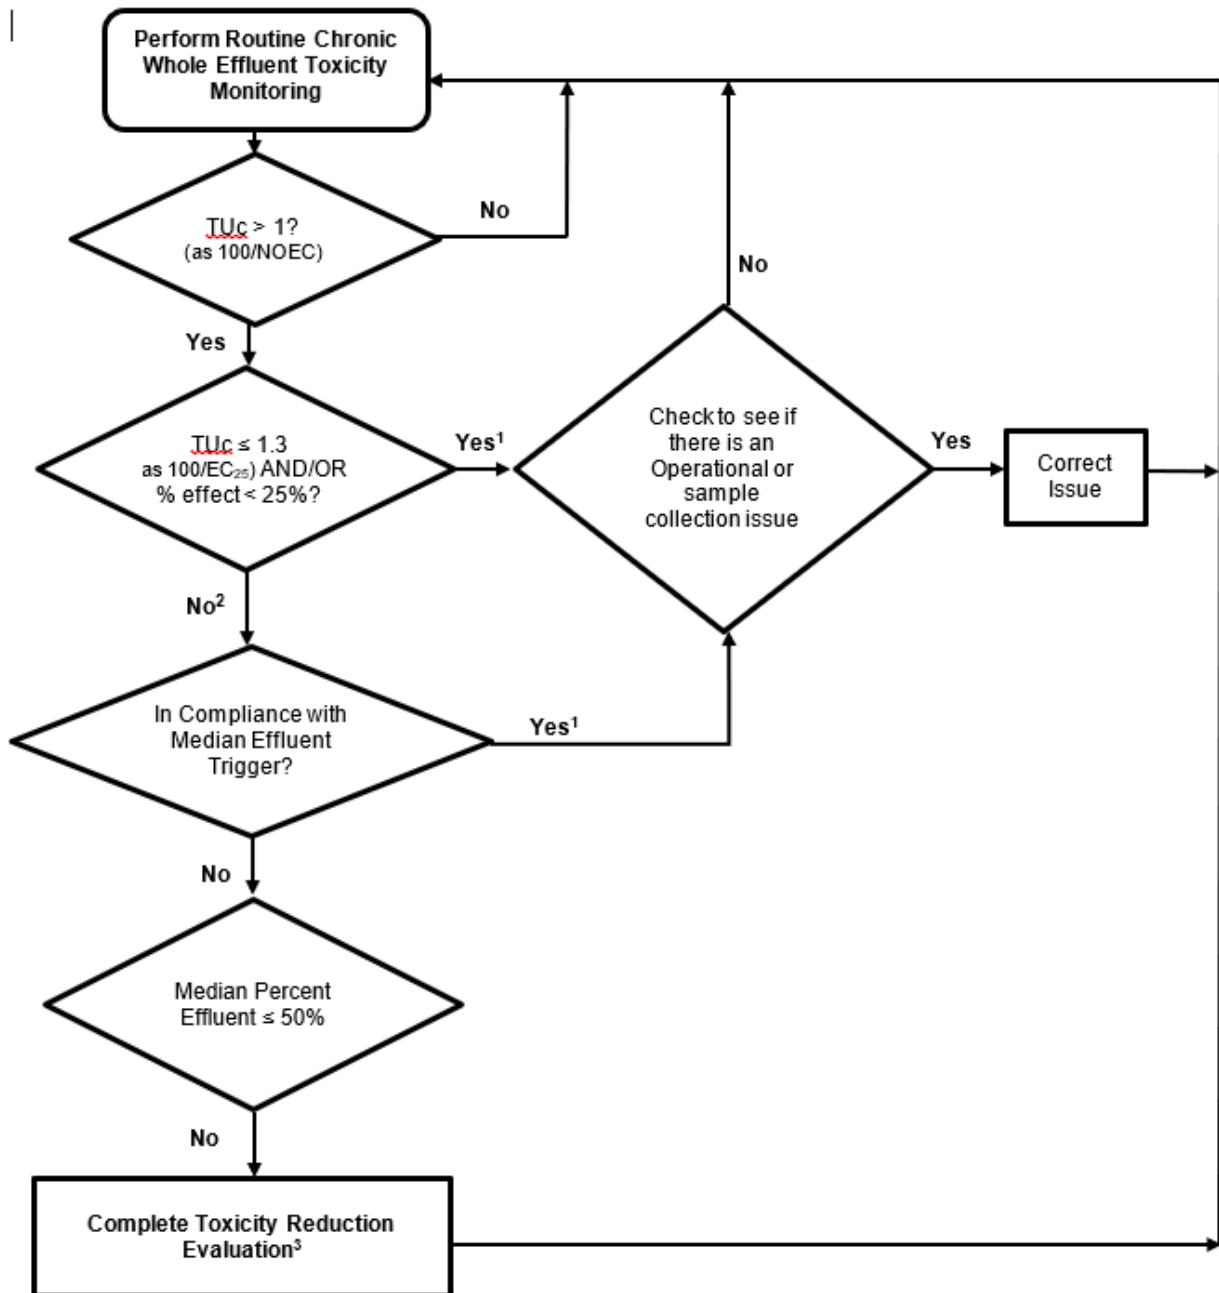 Perform Routine Chronic
Whole Effluent Toxicity
Monitoring
TUc > 1?
(as 100/NOEC)
No
Yes
TUc ≤ 1.3
as 100/EC₂₅) AND/OR
% effect < 25%?
Yes¹
No²
Check to see if
there is an
Operational or
sample
collection issue
No
Yes
Correct
Issue
In Compliance with
Median Effluent
Trigger?
Yes¹
No
Median Percent
Effluent ≤ 50%
No
Complete Toxicity Reduction
Evaluation³